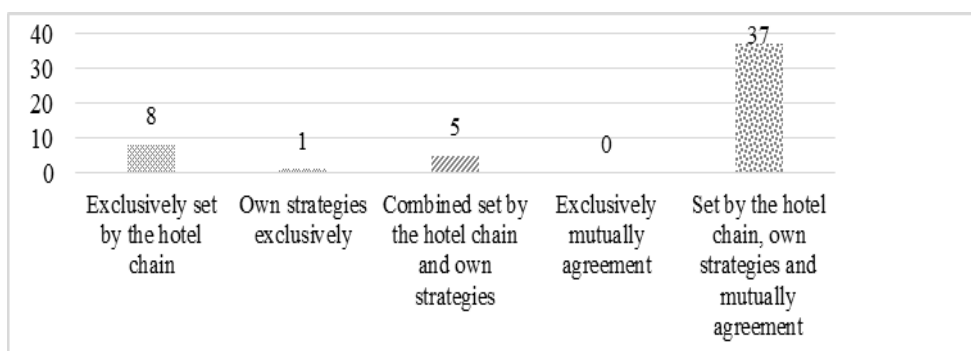 40
30
20
10
0
8
1
5
0
37
Exclusively set
by the hotel
chain
Own strategies
exclusively
Combined set by
the hotel chain
and own
strategies
Exclusively
mutually
agreement
Set by the hotel
chain, own
strategies and
mutually
agreement